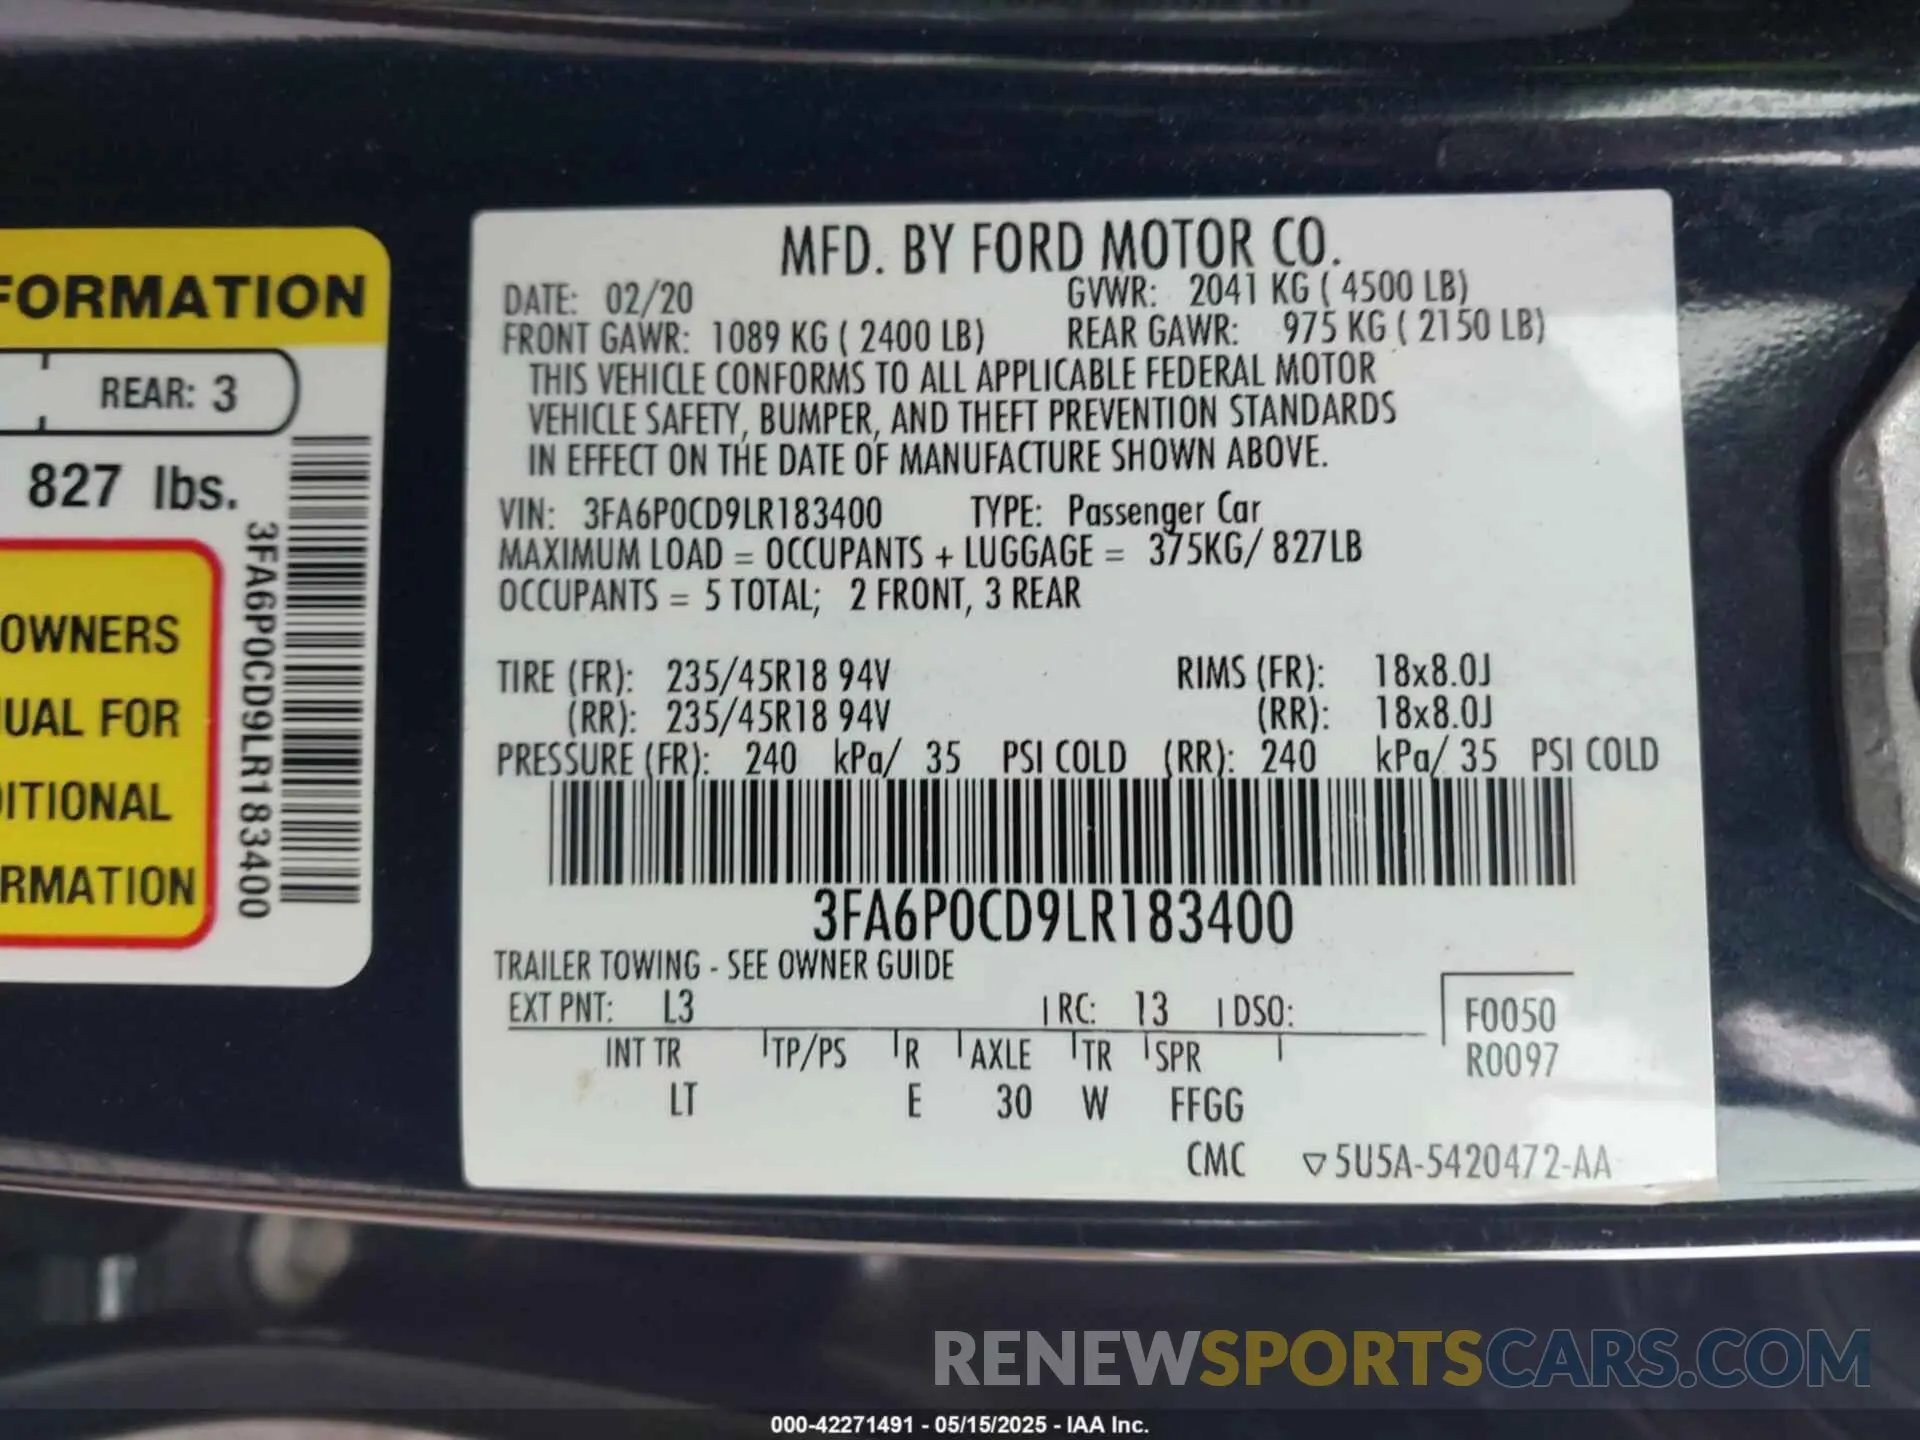 FORMATION
REAR: 3
827 lbs.
OWNERS
UAL FOR
DITIONAL
RMATION
3FA6P0CD9LR183400
MFD. BY FORD MOTOR CO.
DATE: 02/20 GVWR: 2041 KG ( 4500 LB)
FRONT GAWR: 1089 KG ( 2400 LB) REAR GAWR: 975 KG ( 2150 LB)
THIS VEHICLE CONFORMS TO ALL APPLICABLE FEDERAL MOTOR
VEHICLE SAFETY, BUMPER, AND THEFT PREVENTION STANDARDS
IN EFFECT ON THE DATE OF MANUFACTURE SHOWN ABOVE.
VIN: 3FA6P0CD9LR183400 TYPE: Passenger Car
MAXIMUM LOAD = OCCUPANTS + LUGGAGE = 375KG/ 827LB
OCCUPANTS = 5 TOTAL; 2 FRONT, 3 REAR
TIRE (FR): 235/45R18 94V RIMS (FR): 18x8.0J
(RR): 235/45R18 94V (RR): 18x8.0J
PRESSURE (FR): 240 kPa/ 35 PSI COLD (RR): 240 kPa/ 35 PSI COLD
3FA6P0CD9LR183400
TRAILER TOWING - SEE OWNER GUIDE
EXT PNT: L3 RC: 13 DSO: F0050
INT TR TP/PS R AXLE TR SPR R0097
LT E 30 W FFGG
CMC ▽5U5A-5420472-AA
RENEWSPORTSCARS.COM
000-42271491 - 05/15/2025 - IAA Inc.